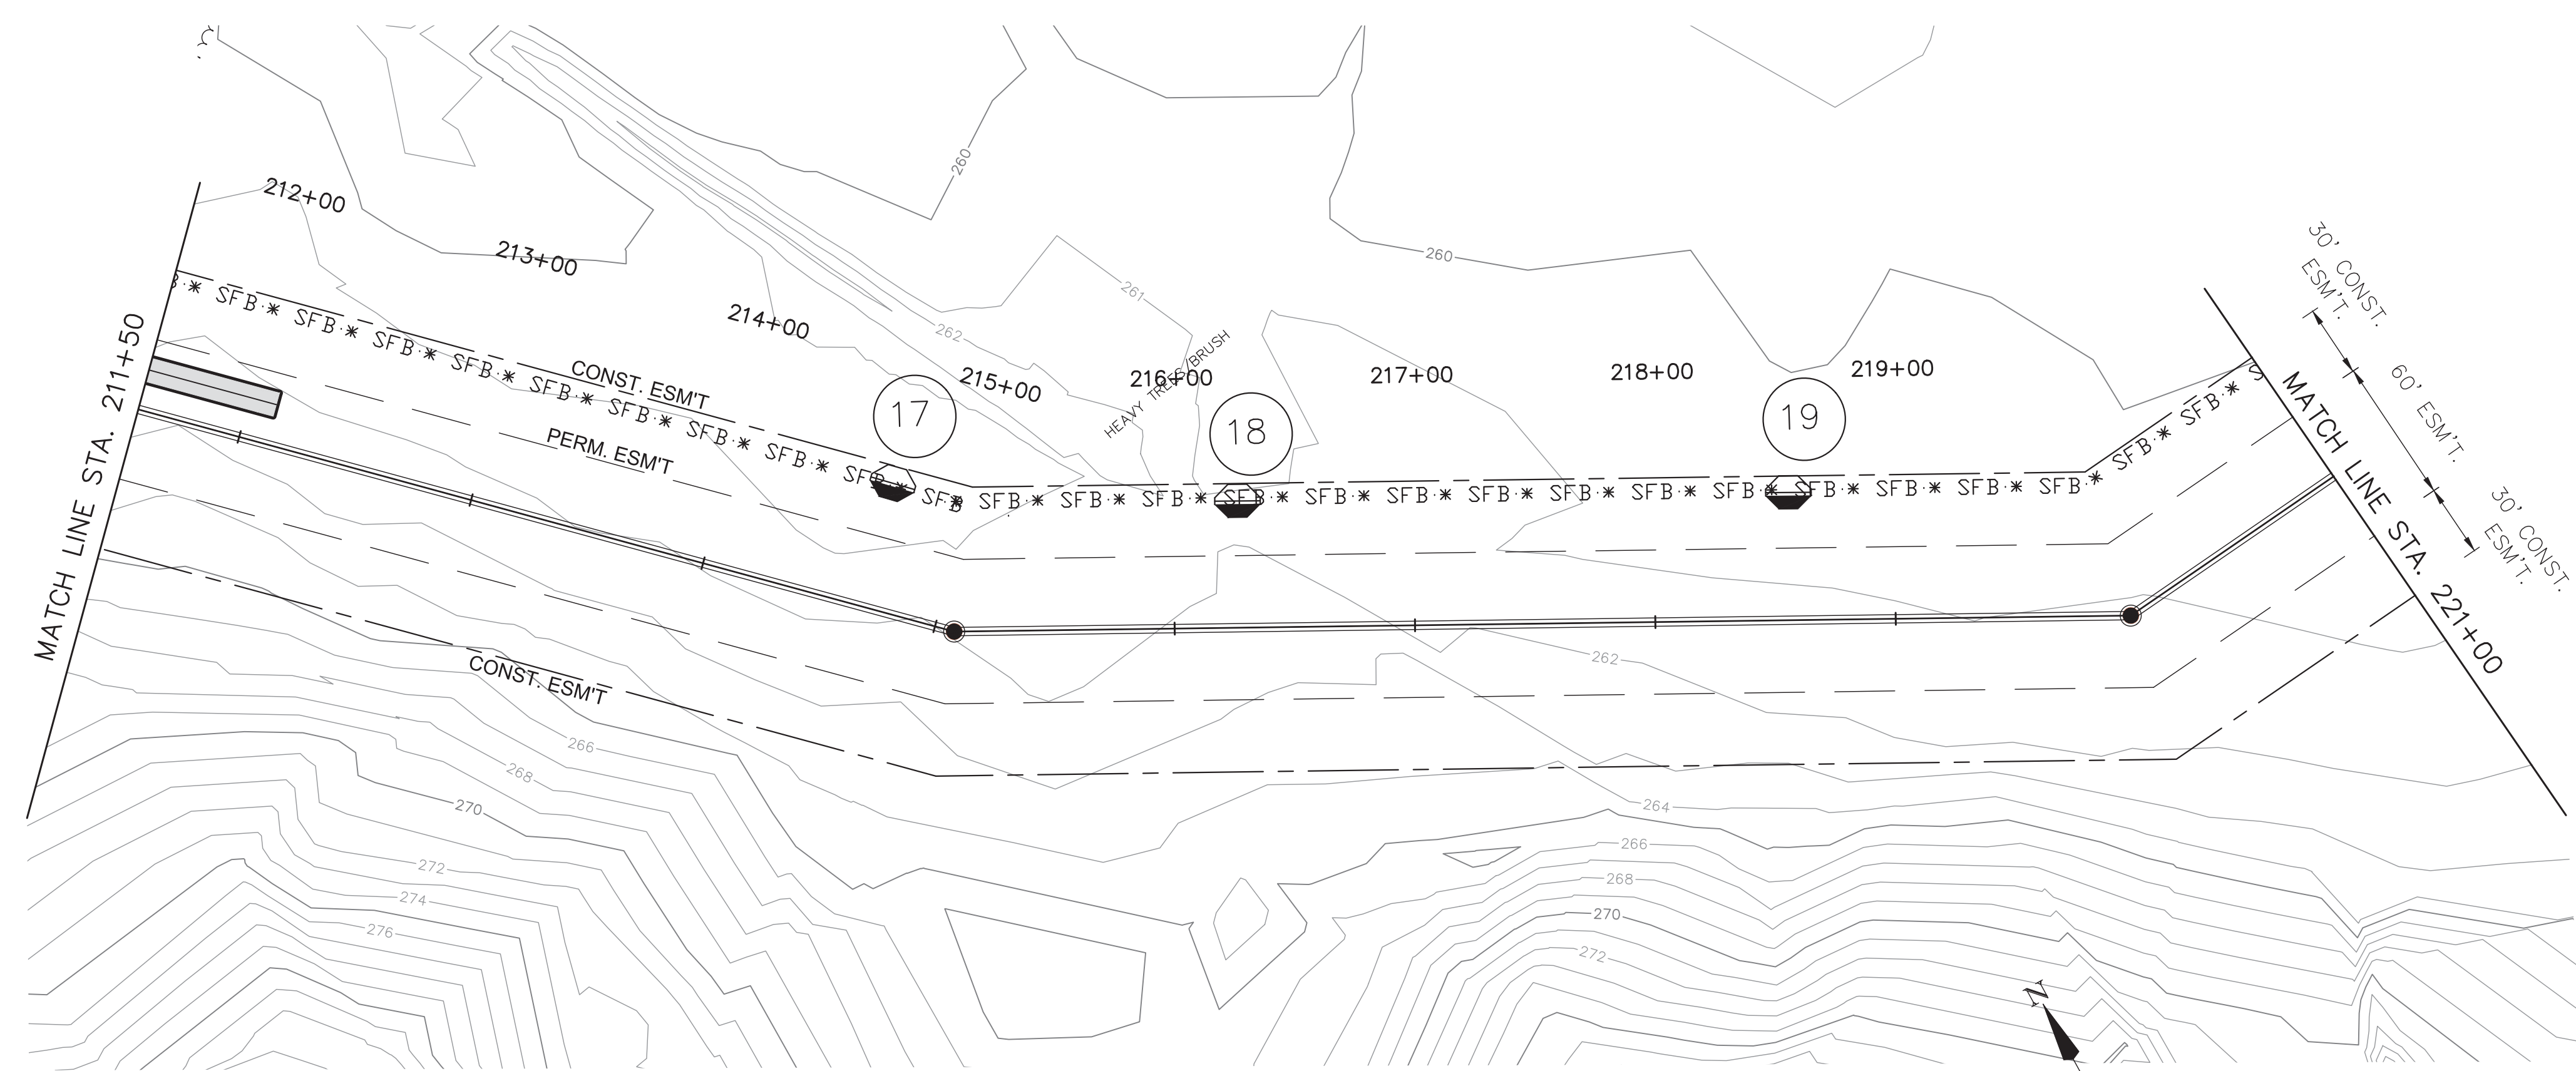 212+00
213+00
214+00
215+00
216+00
217+00
218+00
219+00
260
260
261
262
HEAVY TREES/BRUSH
17
18
19
CONST. ESM'T
PERM. ESM'T
CONST. ESM'T
SFB SFB SFB SFB SFB SFB SFB SFB SFB SFB
SFB SFB SFB SFB SFB SFB SFB SFB SFB SFB SFB SFB SFB SFB
SFB SFB S
MATCH LINE STA. 211+50
MATCH LINE STA. 221+00
30' CONST.
ESM'T.
60' ESM'T.
30' CONST.
ESM'T.
262
264
266
268
270
272
274
276
266
268
270
272
N